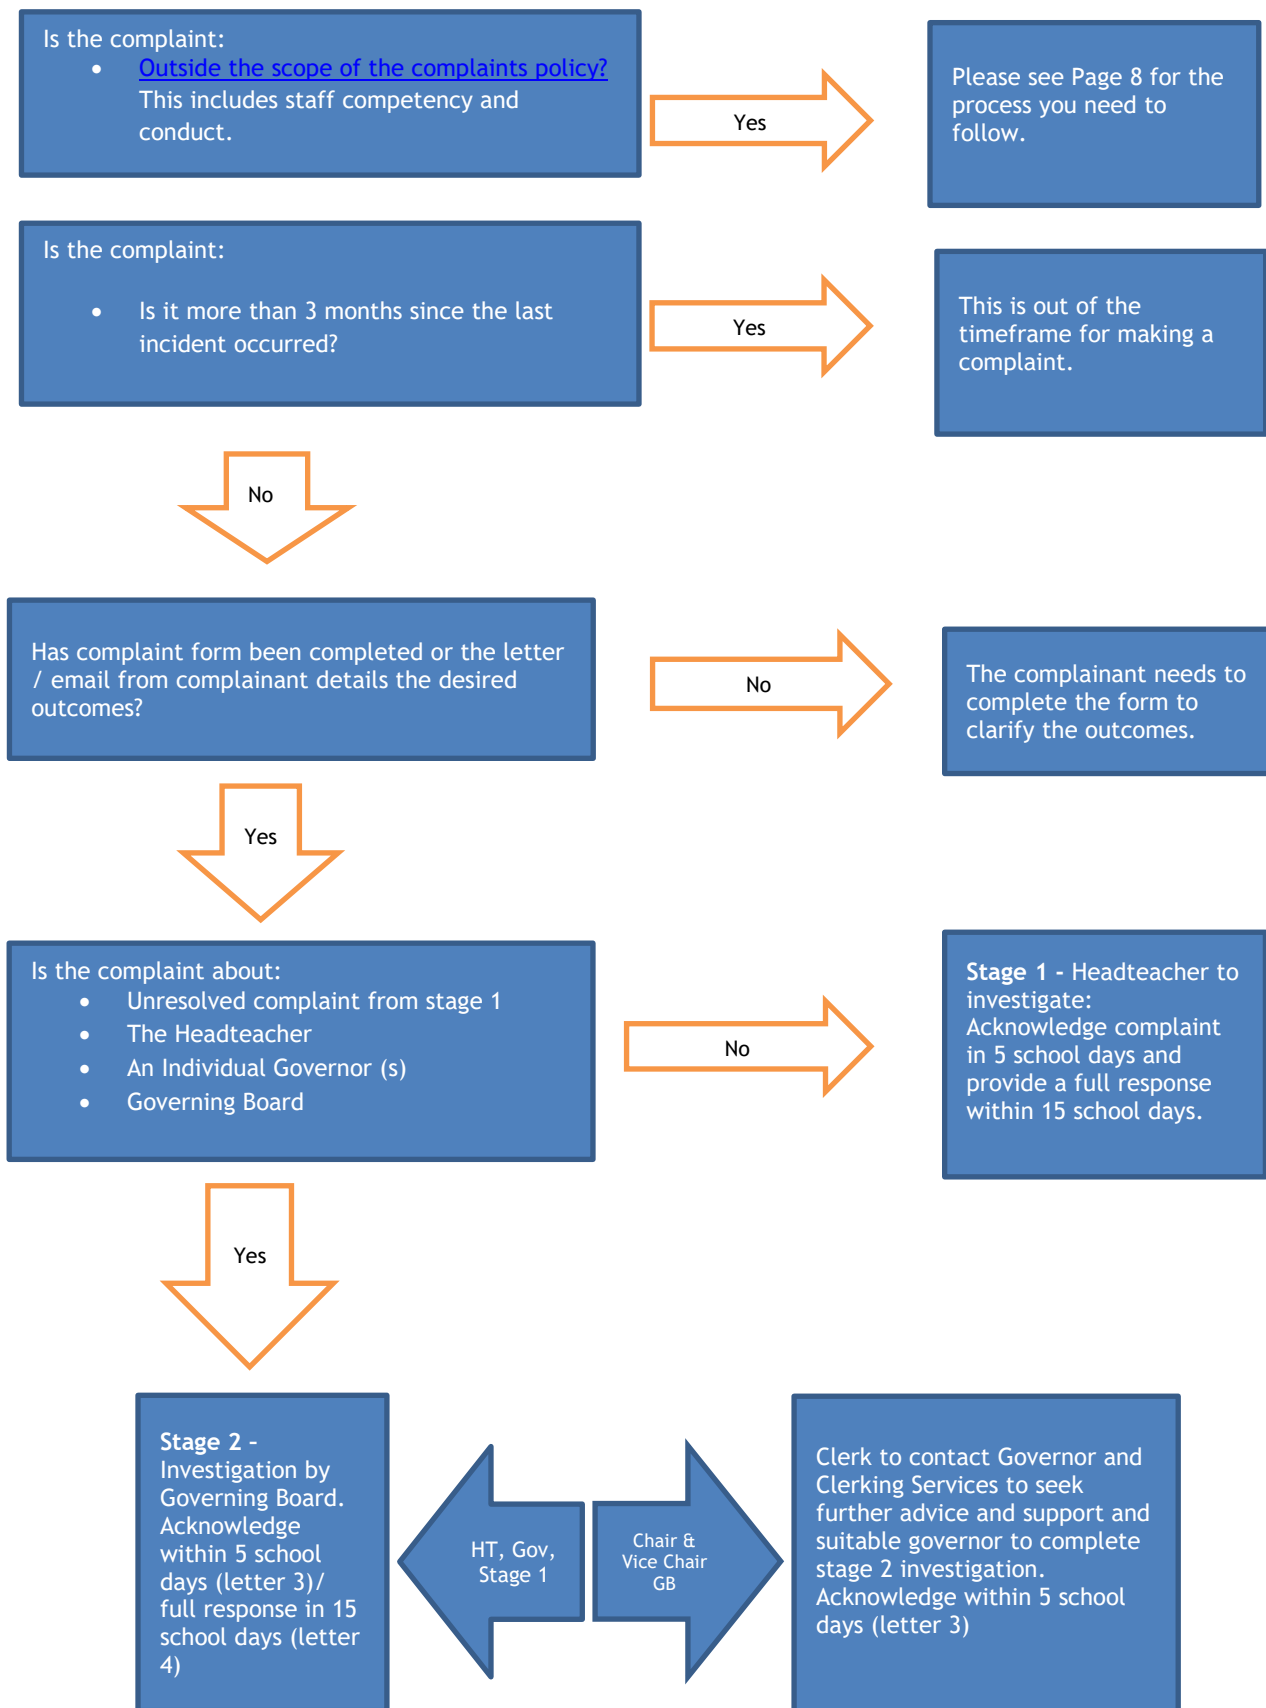 Is the complaint:
• Outside the scope of the complaints policy?
This includes staff competency and
conduct.
Yes
Please see Page 8 for the
process you need to
follow.
Is the complaint:
• Is it more than 3 months since the last
incident occurred?
Yes
This is out of the
timeframe for making a
complaint.
No
Has complaint form been completed or the letter
/ email from complainant details the desired
outcomes?
No
The complainant needs to
complete the form to
clarify the outcomes.
Yes
Is the complaint about:
• Unresolved complaint from stage 1
• The Headteacher
• An Individual Governor (s)
• Governing Board
No
Stage 1 - Headteacher to
investigate:
Acknowledge complaint
in 5 school days and
provide a full response
within 15 school days.
Yes
Stage 2 –
Investigation by
Governing Board.
Acknowledge
within 5 school
days (letter 3)/
full response in 15
school days (letter
4)
HT, Gov,
Stage 1
Chair &
Vice Chair
GB
Clerk to contact Governor and
Clerking Services to seek
further advice and support and
suitable governor to complete
stage 2 investigation.
Acknowledge within 5 school
days (letter 3)